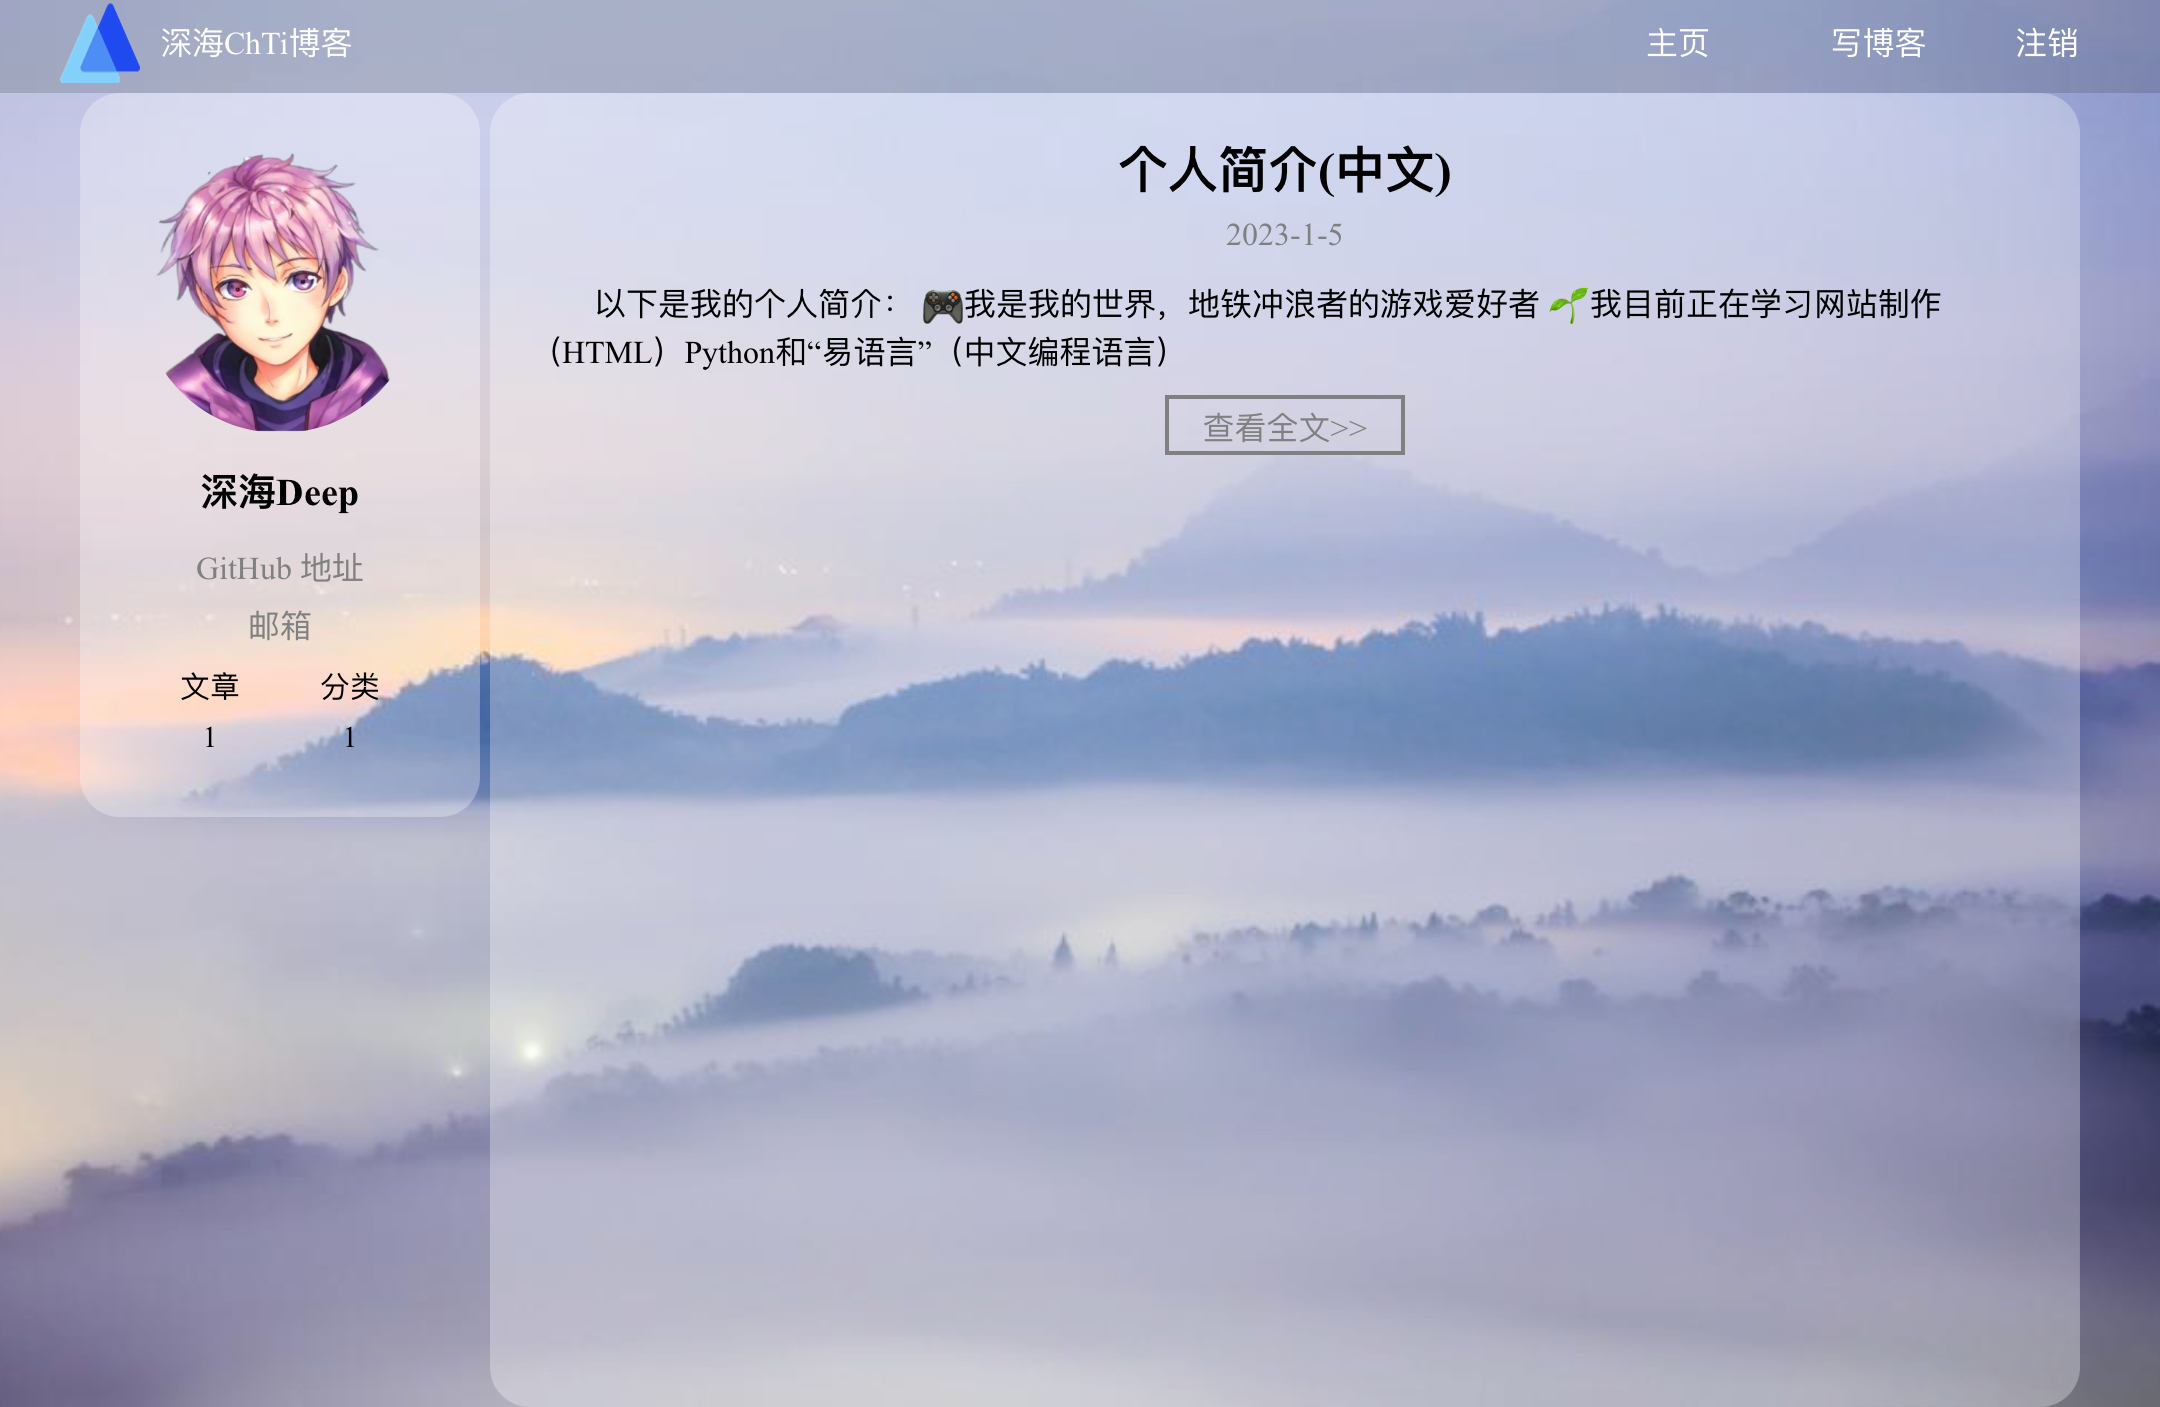 深海ChTi博客
主页
写博客
注销
深海Deep
GitHub 地址
邮箱
文章
分类
1
1
个人简介(中文)
2023-1-5
以下是我的个人简介： 🎮我是我的世界，地铁冲浪者的游戏爱好者 🌱我目前正在学习网站制作
（HTML）Python和“易语言”（中文编程语言）
查看全文>>